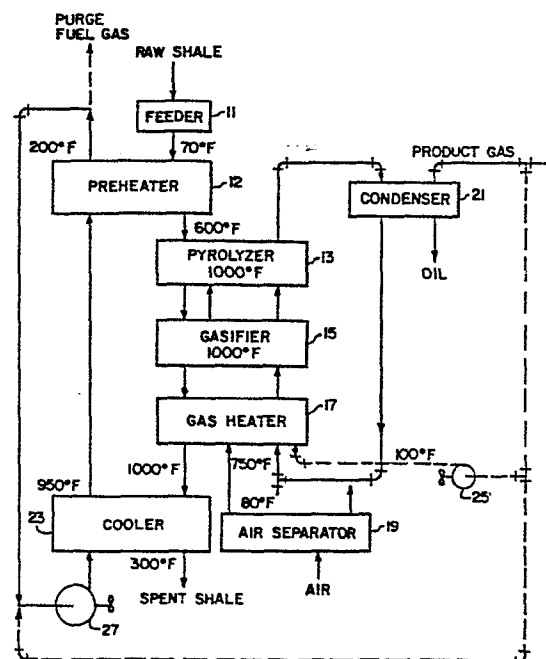 PURGE
FUEL GAS
RAW SHALE
FEEDER
11
200°F
70°F
PRODUCT GAS
PREHEATER
12
CONDENSER
21
600°F
PYROLYZER
1000°F
13
OIL
GASIFIER
1000°F
15
GAS HEATER
17
1000°F
750°F
100°F
25'
950°F
80°F
23
COOLER
AIR SEPARATOR
19
300°F
SPENT SHALE
AIR
27